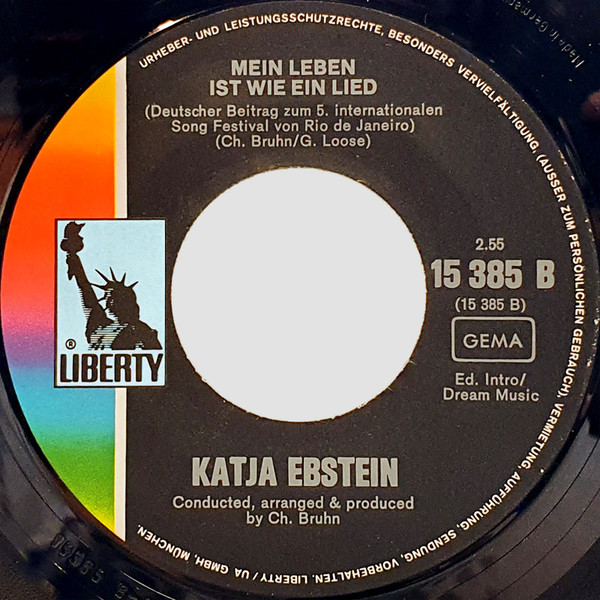 URHEBER- UND LEISTUNGSSCHUTZRECHTE, BESONDERS VERVIELFÄLTIGUNG, (AUSSER ZUM PERSÖNLICHEN GEBRAUCH), VERMIETUNG, AUFFÜHRUNG, SENDUNG, VORBEHALTEN. LIBERTY / UA GMBH, MÜNCHEN.
MEIN LEBEN
IST WIE EIN LIED
(Deutscher Beitrag zum 5. internationalen
Song Festival von Rio de Janeiro)
(Ch. Bruhn/G. Loose)
2.55
15 385 B
(15 385 B)
GEMA
Ed. Intro/
Dream Music
®
LIBERTY
KATJA EBSTEIN
Conducted, arranged & produced
by Ch. Bruhn
Made in Germany